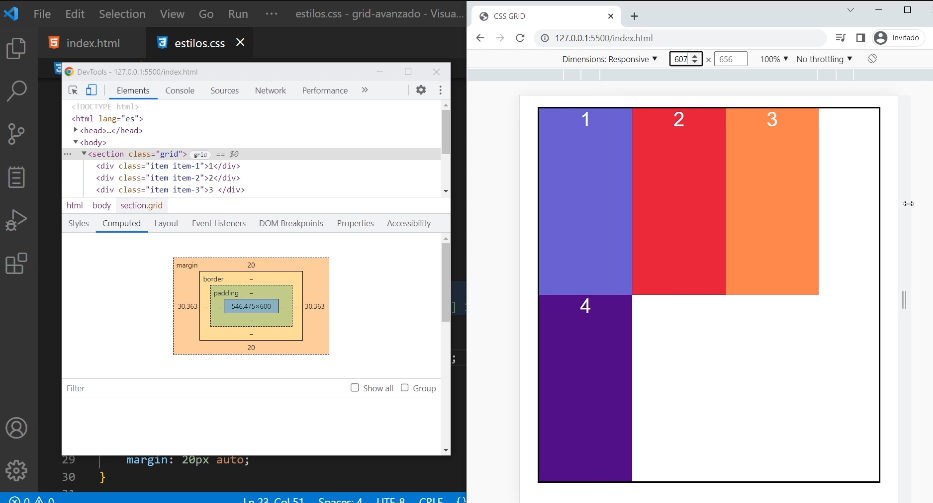 File Edit Selection View Go Run ··· estilos.css - grid-avanzado - Visua...
index.html estilos.css
DevTools - 127.0.0.1:5500/index.html
Elements Console Sources Network Performance »
<!DOCTYPE html>
<html lang="es">
<head>…</head>
<body>
<section class="grid"> grid == $0
<div class="item item-1">1</div>
<div class="item item-2">2</div>
<div class="item item-3">3 </div>
html body section.grid
Styles Computed Layout Event Listeners DOM Breakpoints Properties Accessibility
margin 20
border –
padding –
30.363 546.475×600 30.363
–
20
Filter Show all Group
] 
;
29 margin: 20px auto;
30 }
0 0 Ln 23, Col 51 Spaces: 4 UTF-8 CRLF {}
CSS GRID
127.0.0.1:5500/index.html Invitado
Dimensions: Responsive 607 × 656 100% No throttling
1 2 3
4